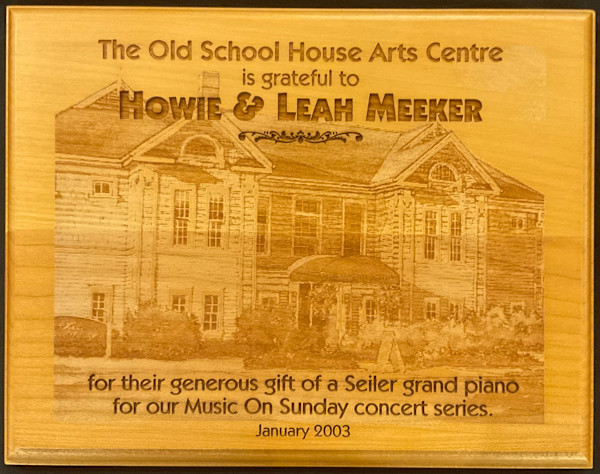 The Old School House Arts Centre
is grateful to
HOWIE & LEAH MEEKER
for their generous gift of a Seiler grand piano
for our Music On Sunday concert series.
January 2003